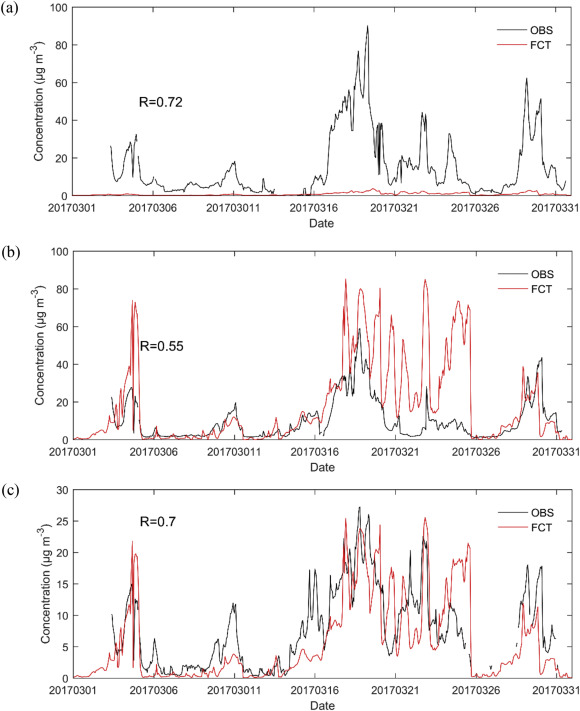 (a)
100
80
60
40
20
0
Concentration (μg m-3)
R=0.72
OBS
FCT
20170301
20170306
201703011
20170316
20170321
20170326
20170331
Date
(b)
100
80
60
40
20
0
Concentration (μg m-3)
R=0.55
OBS
FCT
20170301
20170306
201703011
20170316
20170321
20170326
20170331
Date
(c)
30
25
20
15
10
5
0
Concentration (μg m-3)
R=0.7
OBS
FCT
20170301
20170306
201703011
20170316
20170321
20170326
20170331
Date